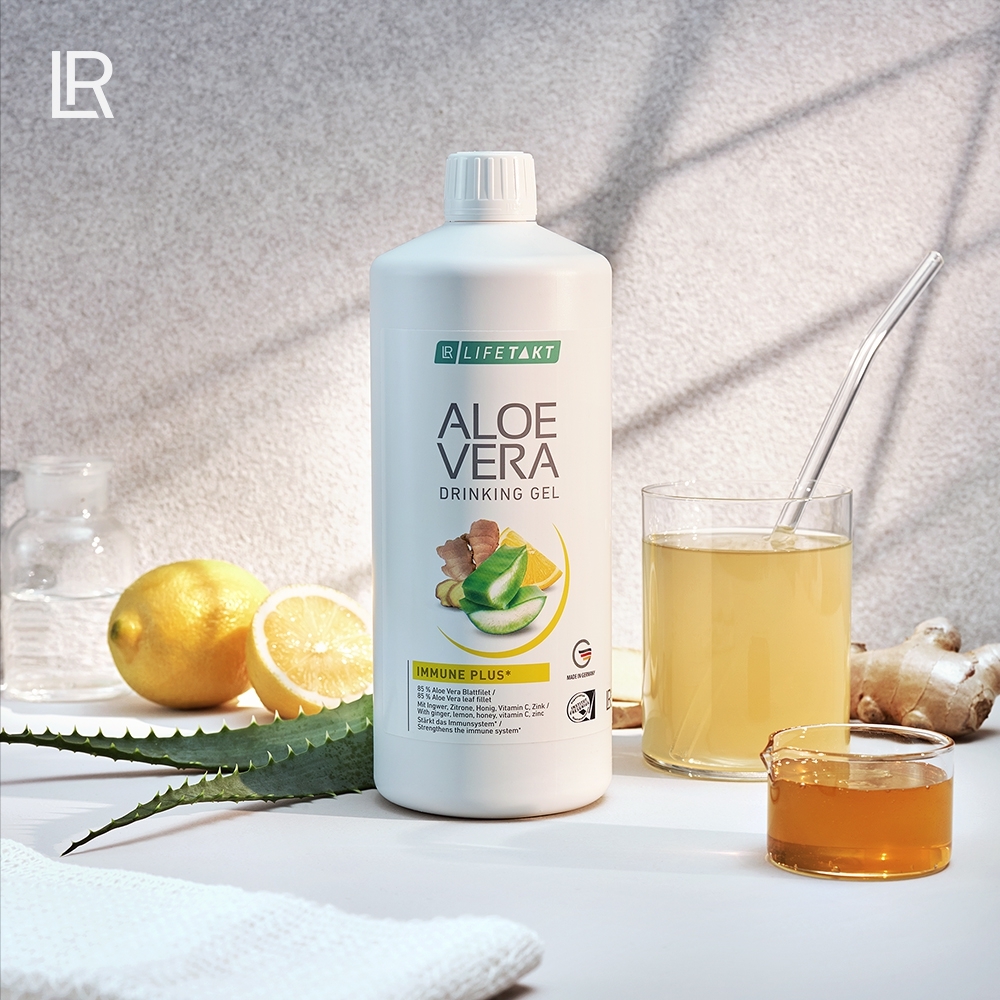 LR
LR LIFETAKT
ALOE
VERA
DRINKING GEL
IMMUNE PLUS*
85 % Aloe Vera Blattfilet /
85 % Aloe Vera leaf fillet
Mit Ingwer, Zitrone, Honig, Vitamin C, Zink /
With ginger, lemon, honey, vitamin C, zinc
Stärkt das Immunsystem* /
Strengthens the immune system*
MADE IN GERMANY